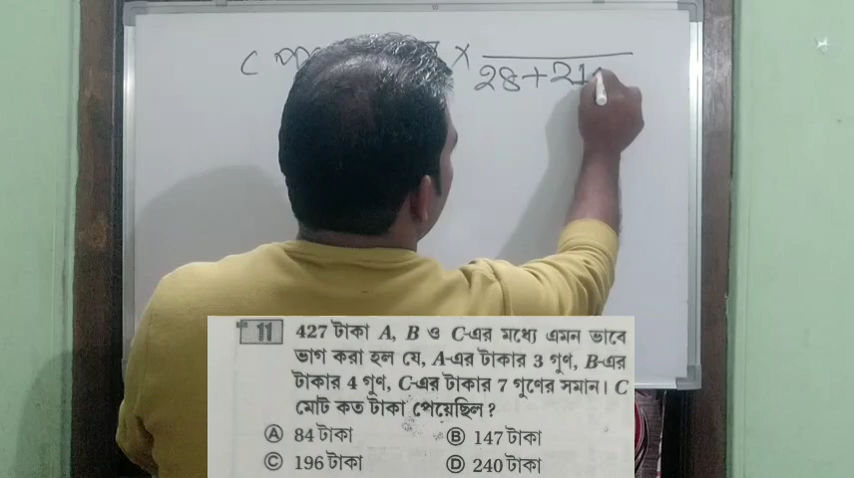 C × 28+21
11 427 টাকা A, B ও C-এর মধ্যে এমন ভাবে
ভাগ করা হল যে, A-এর টাকার 3 গুণ, B-এর
টাকার 4 গুণ, C-এর টাকার 7 গুণের সমান। C
মোট কত টাকা পেয়েছিল?
Ⓐ 84 টাকা Ⓑ 147 টাকা
Ⓒ 196 টাকা Ⓓ 240 টাকা